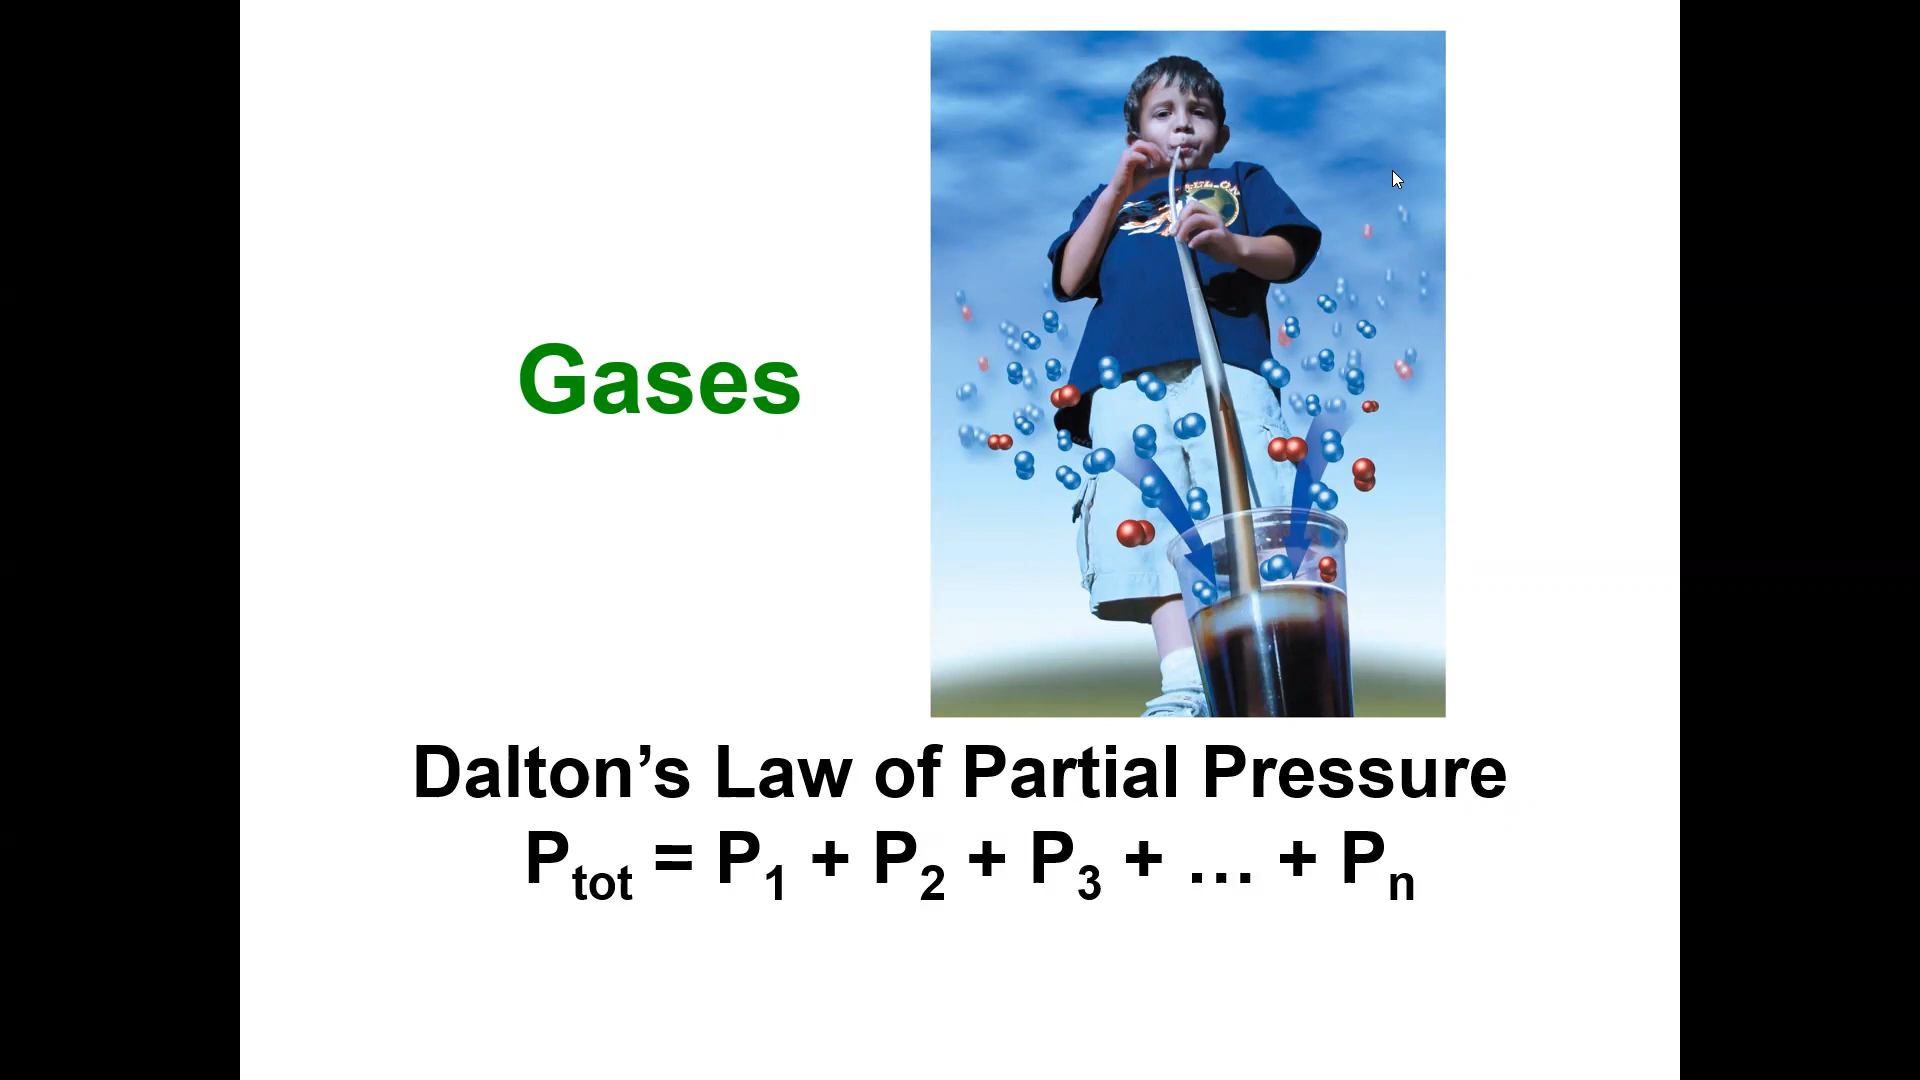 Gases
Dalton’s Law of Partial Pressure
Ptot = P1 + P2 + P3 + … + Pn